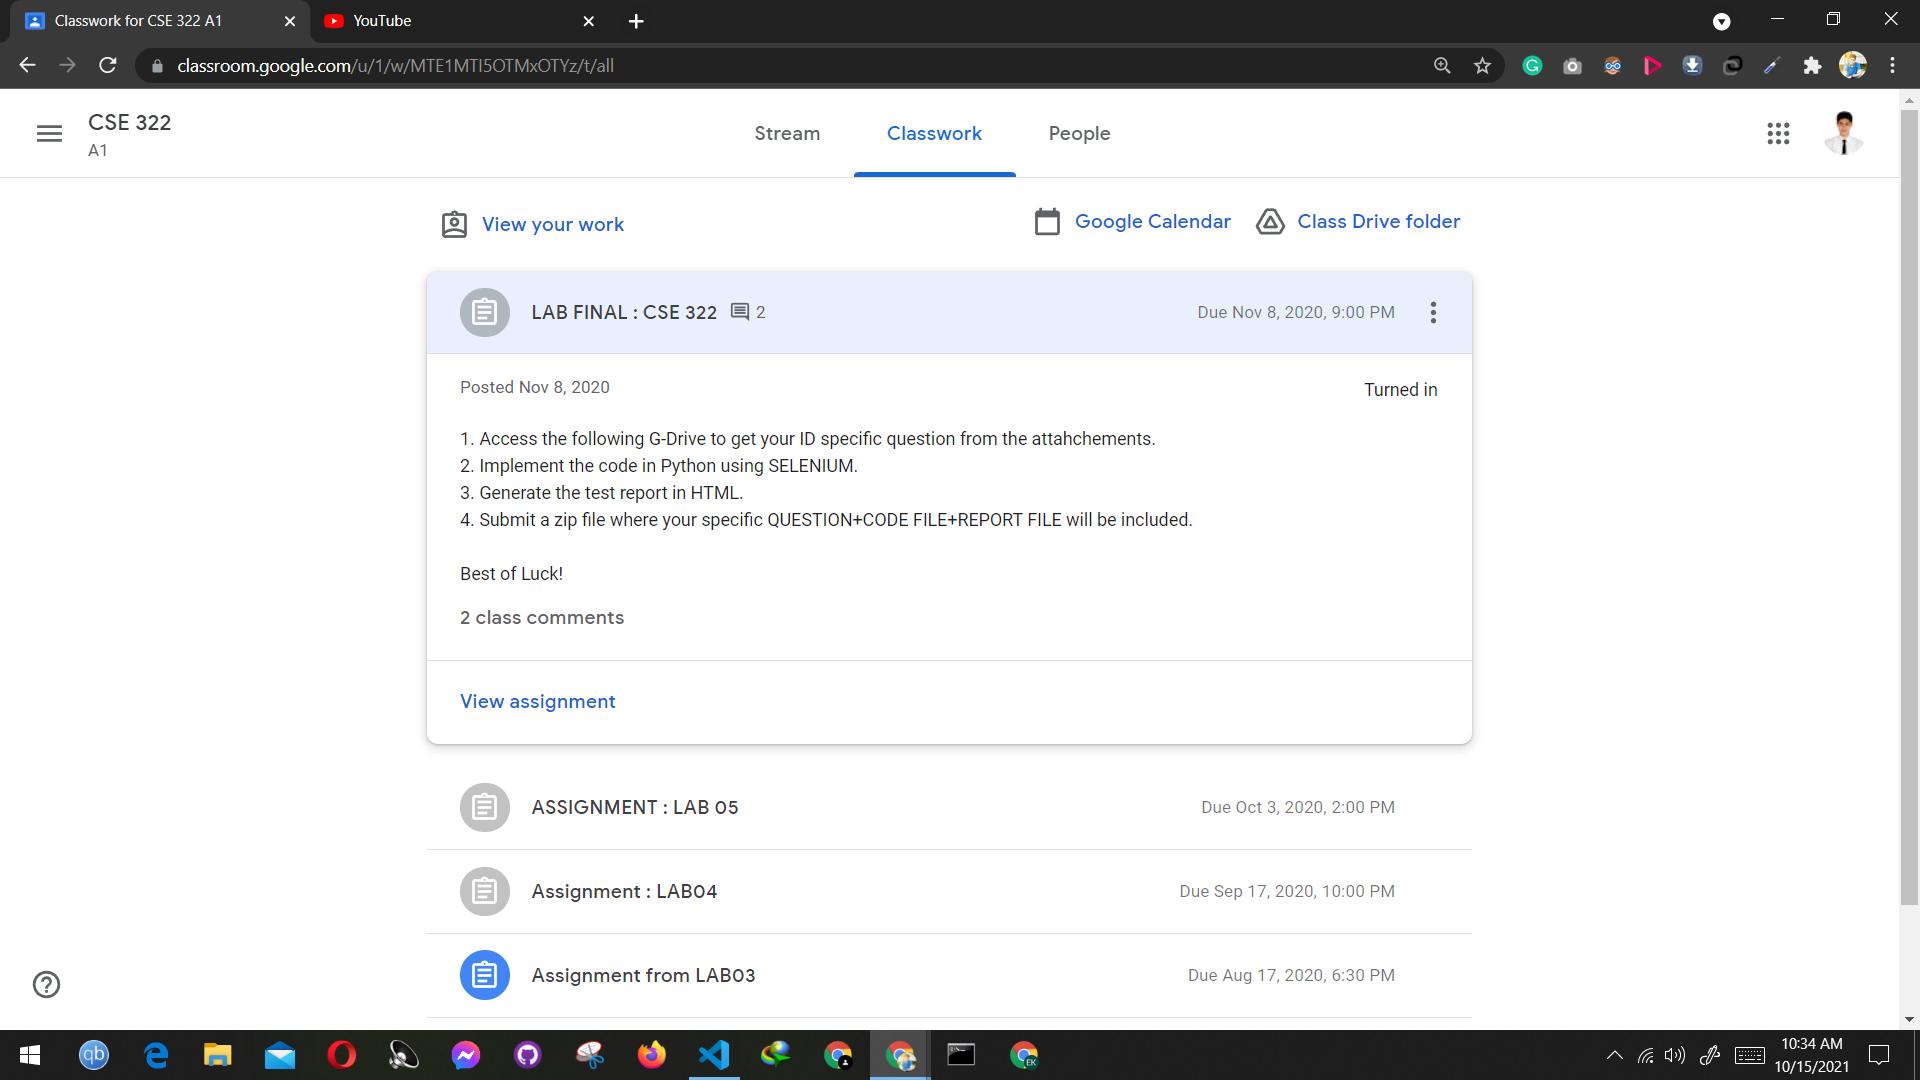 Classwork for CSE 322 A1
YouTube
classroom.google.com/u/1/w/MTE1MTI5OTMxOTYz/t/all
CSE 322
A1
Stream
Classwork
People
View your work
Google Calendar
Class Drive folder
LAB FINAL : CSE 322
2
Due Nov 8, 2020, 9:00 PM
Posted Nov 8, 2020
Turned in
1. Access the following G-Drive to get your ID specific question from the attahchements.
2. Implement the code in Python using SELENIUM.
3. Generate the test report in HTML.
4. Submit a zip file where your specific QUESTION+CODE FILE+REPORT FILE will be included.
Best of Luck!
2 class comments
View assignment
ASSIGNMENT : LAB 05
Due Oct 3, 2020, 2:00 PM
Assignment : LAB04
Due Sep 17, 2020, 10:00 PM
Assignment from LAB03
Due Aug 17, 2020, 6:30 PM
qb
EK
10:34 AM
10/15/2021